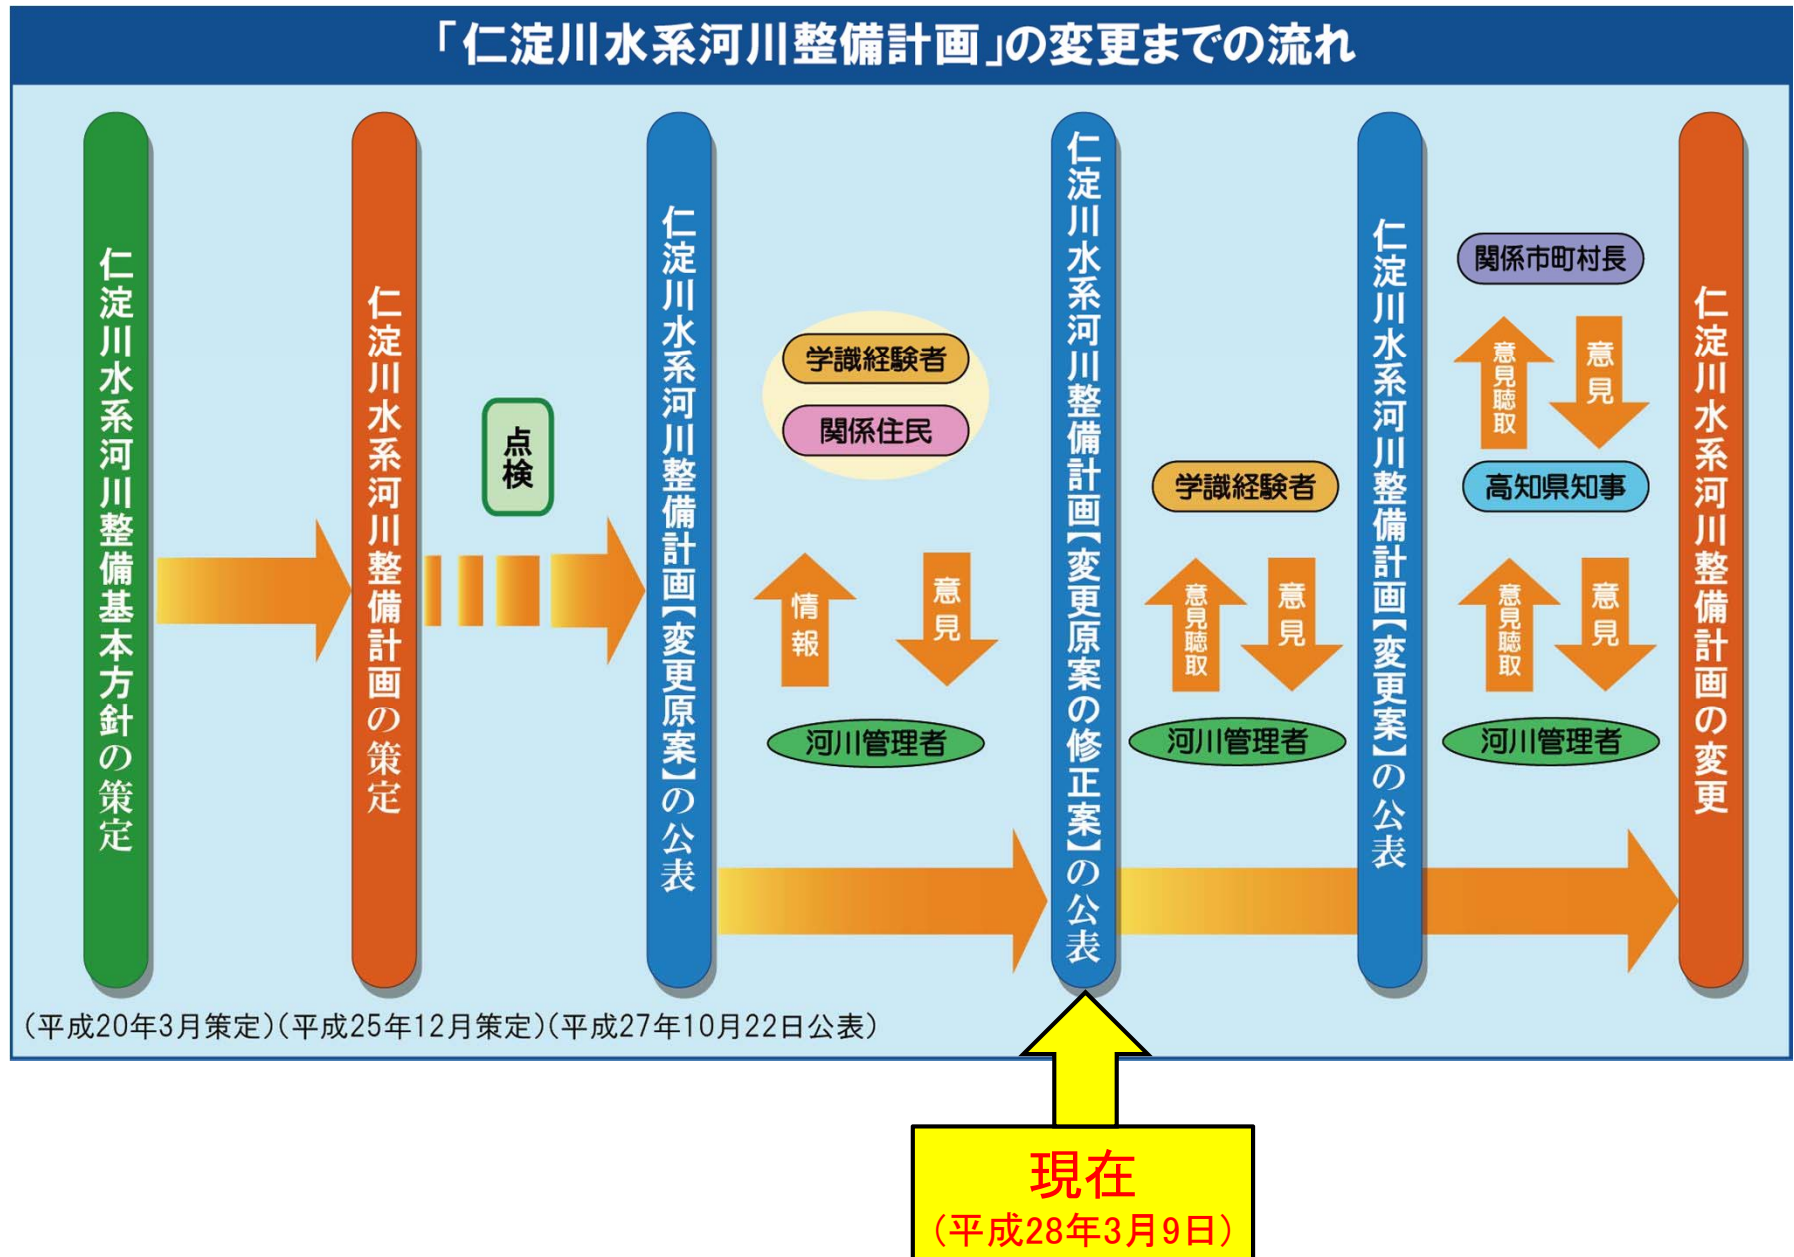 「仁淀川水系河川整備計画」の変更までの流れ
仁淀川水系河川整備基本方針の策定
仁淀川水系河川整備計画の策定
点検
仁淀川水系河川整備計画【変更原案】の公表
学識経験者
関係住民
情報
意見
河川管理者
仁淀川水系河川整備計画【変更原案の修正案】の公表
学識経験者
意見聴取
意見
河川管理者
仁淀川水系河川整備計画【変更案】の公表
関係市町村長
意見聴取
意見
高知県知事
意見聴取
意見
河川管理者
仁淀川水系河川整備計画の変更
(平成20年3月策定)(平成25年12月策定)(平成27年10月22日公表)
現在
(平成28年3月9日)